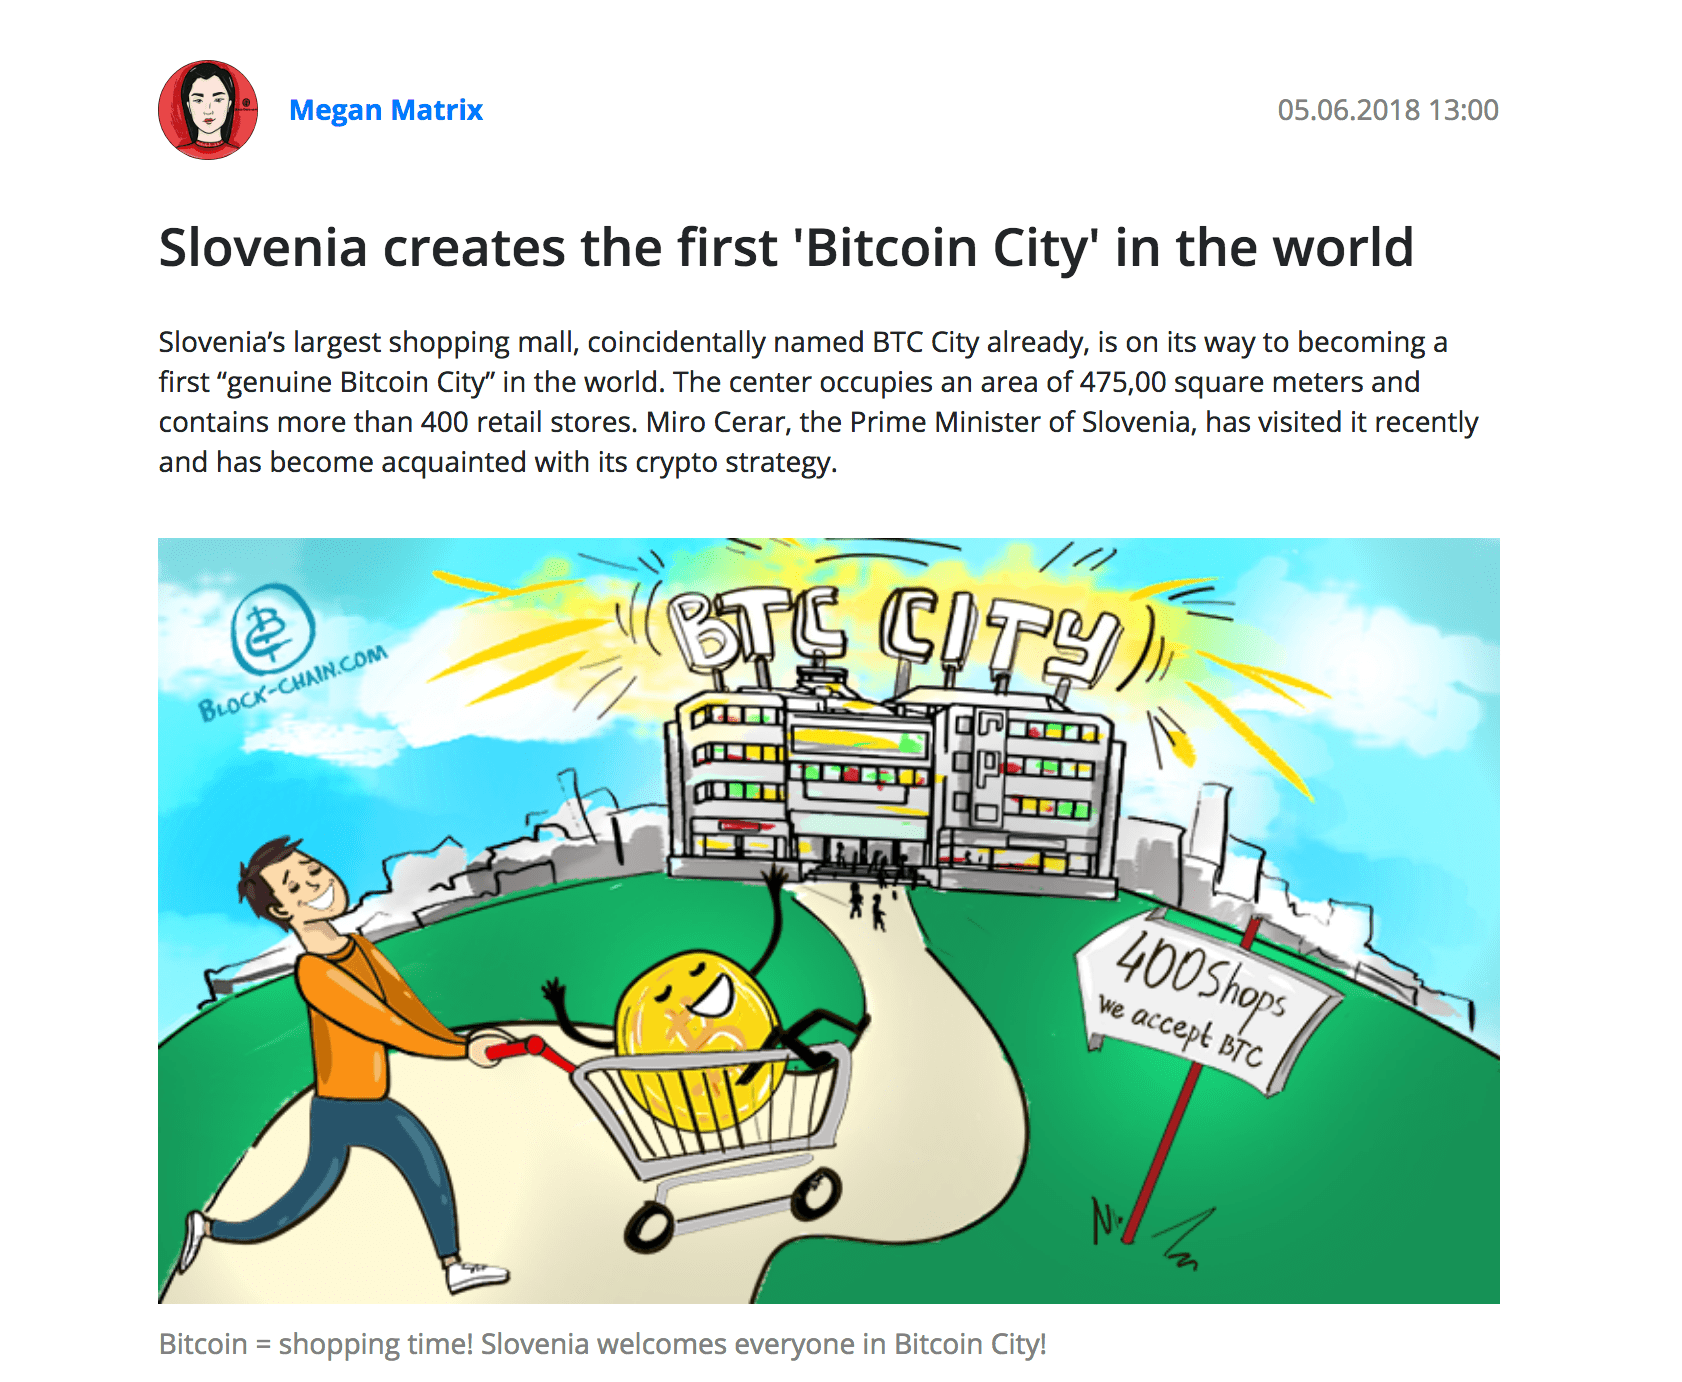 Megan Matrix
05.06.2018 13:00
Slovenia creates the first 'Bitcoin City' in the world
Slovenia’s largest shopping mall, coincidentally named BTC City already, is on its way to becoming a
first “genuine Bitcoin City” in the world. The center occupies an area of 475,00 square meters and
contains more than 400 retail stores. Miro Cerar, the Prime Minister of Slovenia, has visited it recently
and has become acquainted with its crypto strategy.
BTC CITY
BLOCK-CHAIN.COM
400 Shops
we accept BTC
Bitcoin = shopping time! Slovenia welcomes everyone in Bitcoin City!